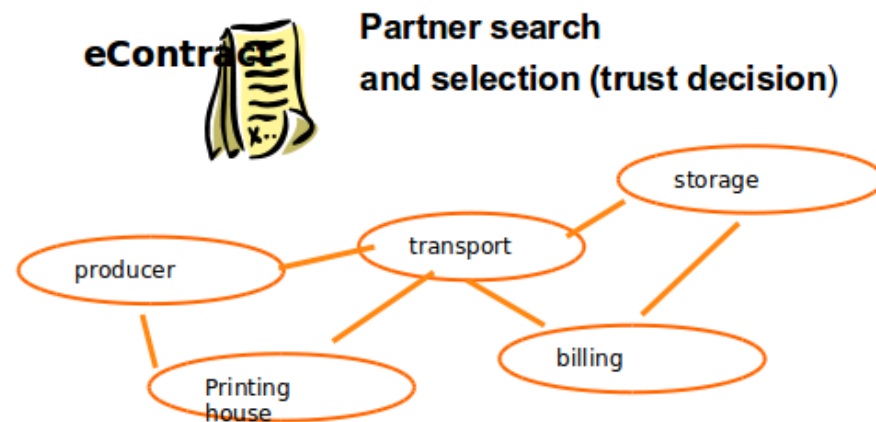 eContract
Partner search
and selection (trust decision)
storage
transport
producer
billing
Printing
house
x..